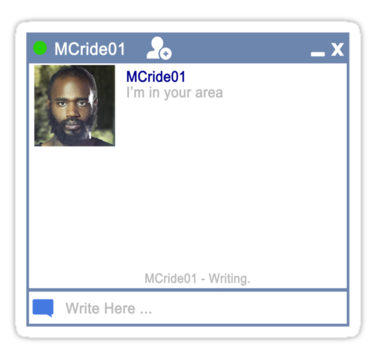 MCride01
X
MCride01
I'm in your area
MCride01 - Writing.
Write Here ...